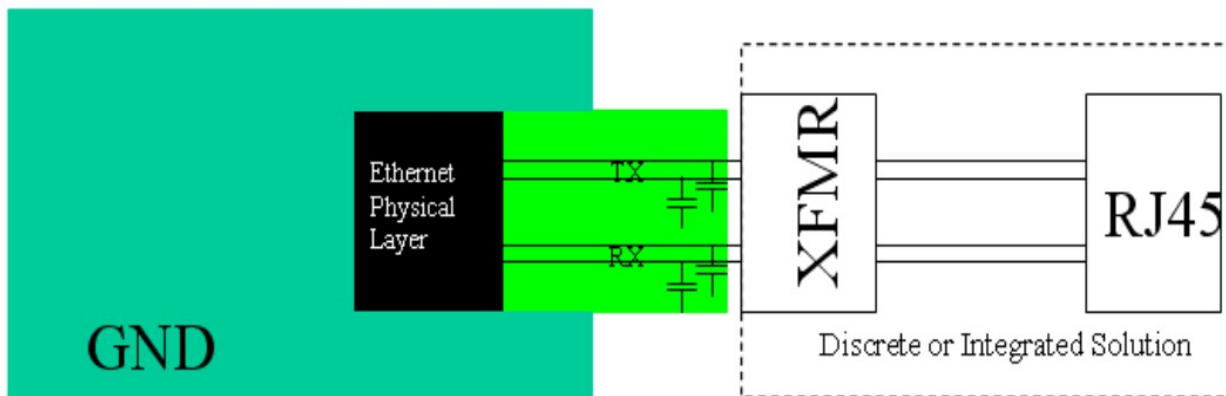 Ethernet
Physical
Layer
TX
RX
XFMR
RJ45
GND
Discrete or Integrated Solution